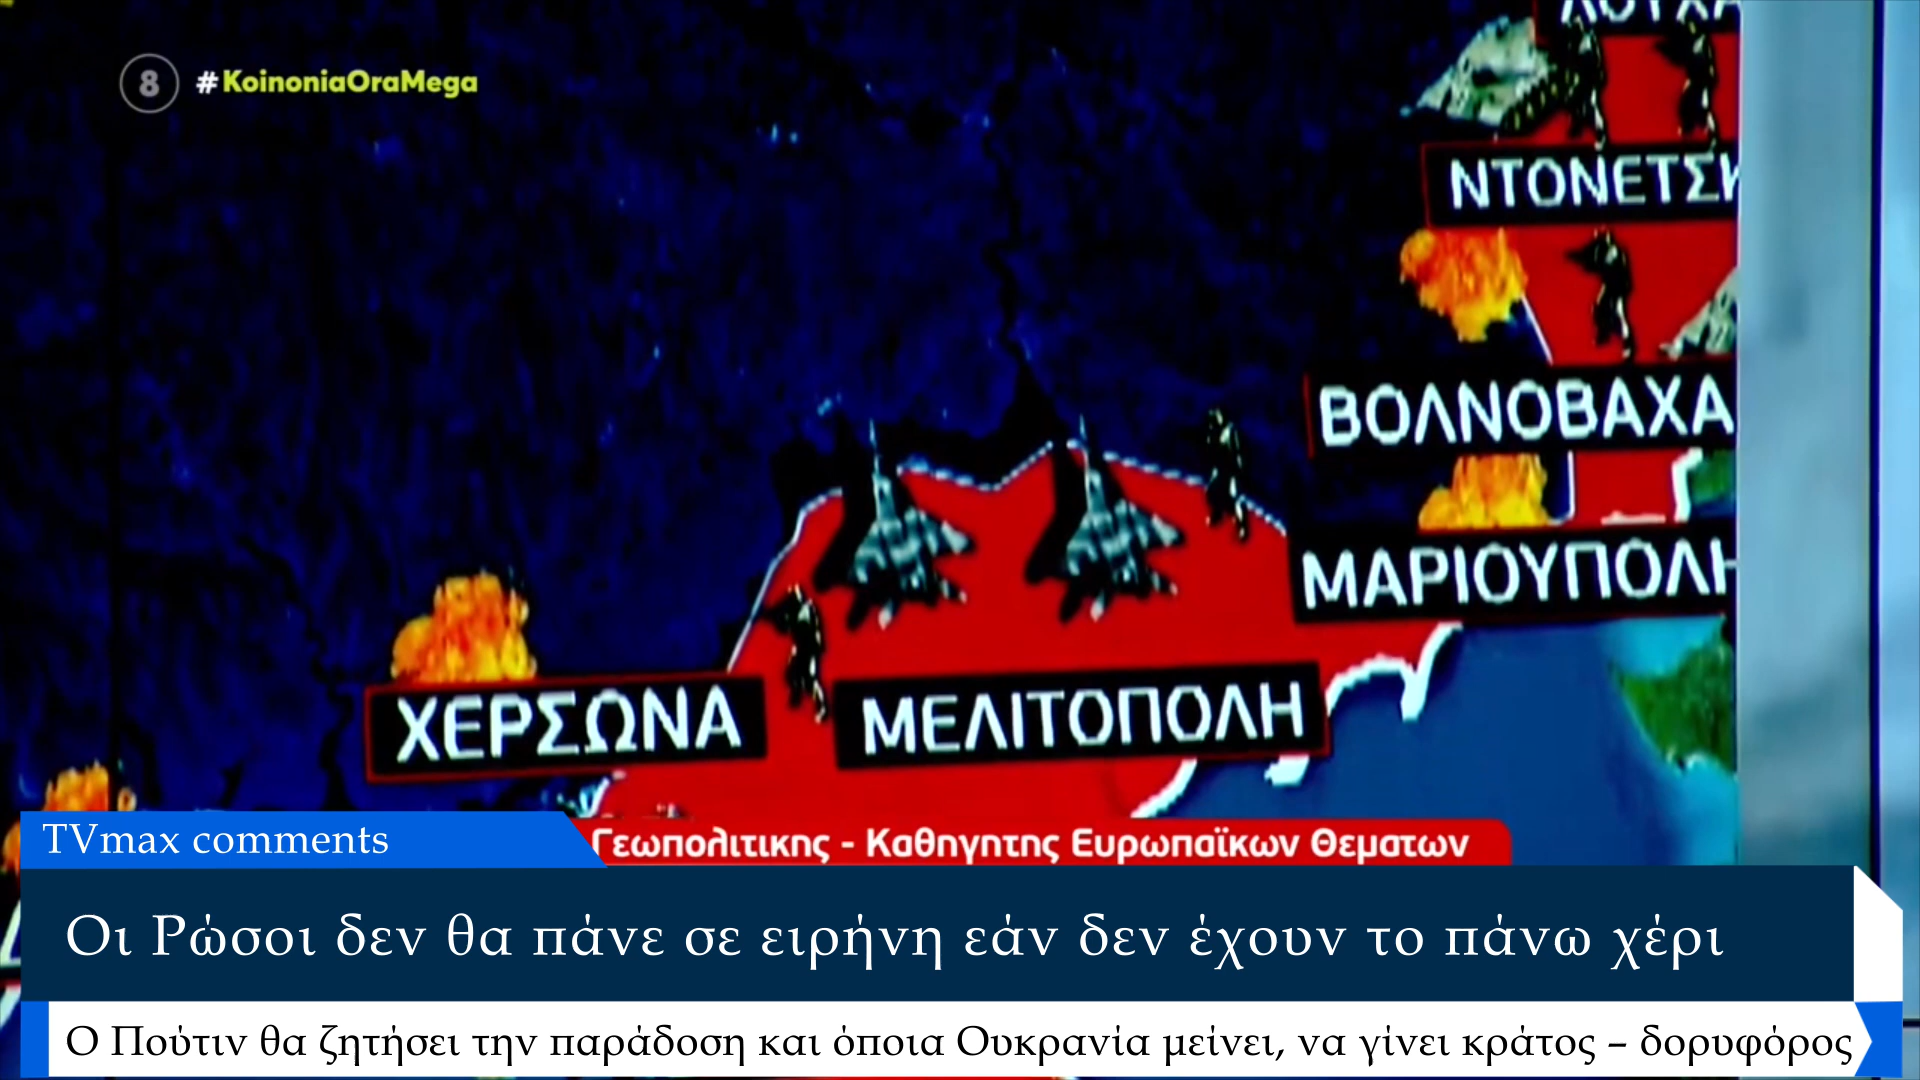 8 #KoinoniaOraMega
ΝΤΟΝΕΤΣΚ
ΒΟΛΝΟΒΑΧΑ
ΜΑΡΙΟΥΠΟΛΗ
ΧΕΡΣΩΝΑ
ΜΕΛΙΤΟΠΟΛΗ
TVmax comments
Γεωπολιτικης - Καθηγητης Ευρωπαϊκων Θεματων
Οι Ρώσοι δεν θα πάνε σε ειρήνη εάν δεν έχουν το πάνω χέρι
Ο Πούτιν θα ζητήσει την παράδοση και όποια Ουκρανία μείνει, να γίνει κράτος – δορυφόρος